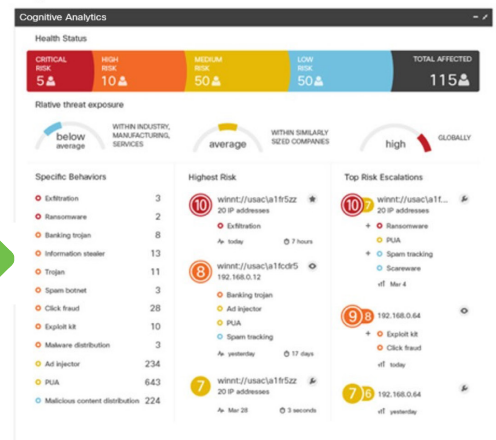 Cognitive Analytics
Health Status
CRITICAL RISK
5
HIGH RISK
10
MEDIUM RISK
50
LOW RISK
50
TOTAL AFFECTED
115
Rlative threat exposure
below average
WITHIN INDUSTRY, MANUFACTURING, SERVICES
average
WITHIN SIMILARLY SIZED COMPANIES
high
GLOBALLY
Specific Behaviors
Exfiltration 3
Ransomware 2
Banking trojan 8
Information stealer 13
Trojan 11
Spam botnet 3
Click fraud 28
Exploit kit 10
Malware distribution 3
Ad injector 234
PUA 643
Malicious content distribution 224
Highest Risk
10 winnt://usac\a1fr5zz
20 IP addresses
Exfiltration
today 7 hours
8 winnt://usac\a1fcdr5
192.168.0.12
Banking trojan
Ad injector
PUA
Spam tracking
yesterday 17 days
7 winnt://usac\a1fr5zz
20 IP addresses
Mar 28 3 seconds
Top Risk Escalations
10 7 winnt://usac\a1f...
20 IP addresses
+ Ransomware
PUA
+ Spam tracking
Scareware
Mar 4
9 8 192.168.0.64
+ Exploit kit
Click fraud
today
7 6 192.168.0.64
yesterday